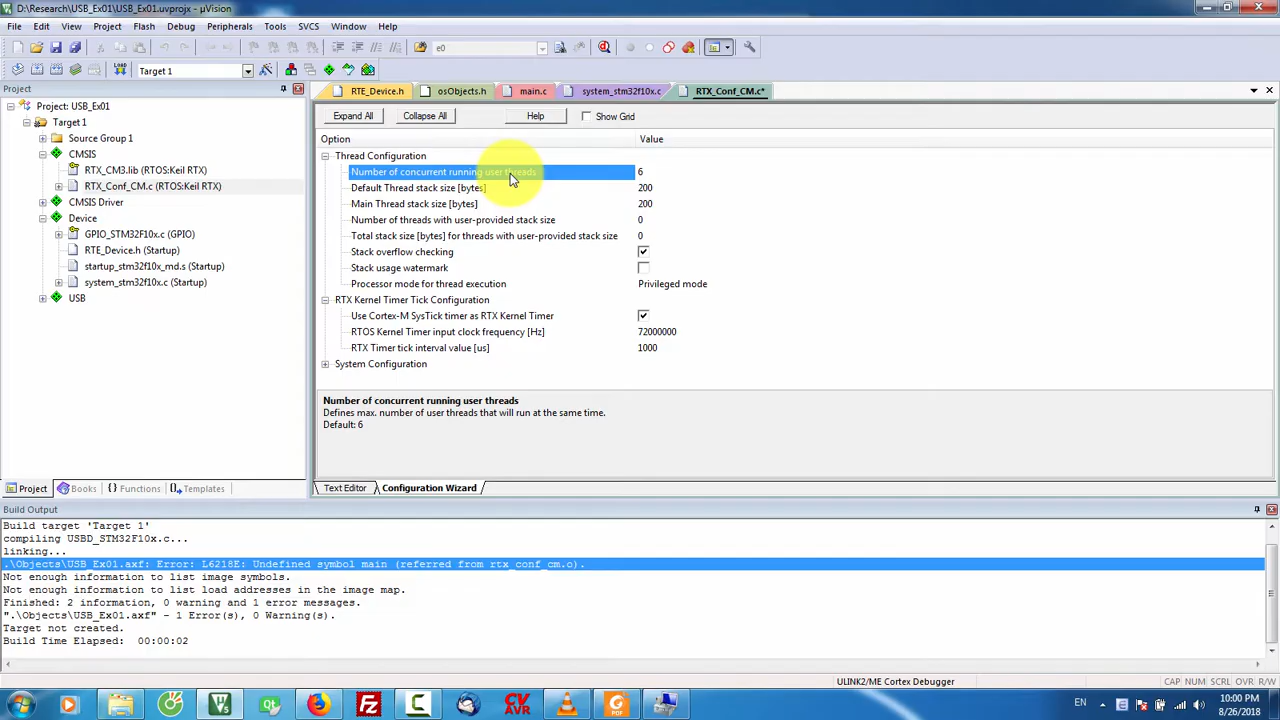 D:\Research\USB_Ex01\USB_Ex01.uvprojx - µVision
File Edit View Project Flash Debug Peripherals Tools SVCS Window Help
e0
Target 1
Project
Project: USB_Ex01
Target 1
Source Group 1
CMSIS
RTX_CM3.lib (RTOS:Keil RTX)
RTX_Conf_CM.c (RTOS:Keil RTX)
CMSIS Driver
Device
GPIO_STM32F10x.c (GPIO)
RTE_Device.h (Startup)
startup_stm32f10x_md.s (Startup)
system_stm32f10x.c (Startup)
USB
Project Books Functions Templates
RTE_Device.h osObjects.h main.c system_stm32f10x.c RTX_Conf_CM.c*
Expand All Collapse All Help Show Grid
Option Value
Thread Configuration
Number of concurrent running user threads 6
Default Thread stack size [bytes] 200
Main Thread stack size [bytes] 200
Number of threads with user-provided stack size 0
Total stack size [bytes] for threads with user-provided stack size 0
Stack overflow checking
Stack usage watermark
Processor mode for thread execution Privileged mode
RTX Kernel Timer Tick Configuration
Use Cortex-M SysTick timer as RTX Kernel Timer
RTOS Kernel Timer input clock frequency [Hz] 72000000
RTX Timer tick interval value [us] 1000
System Configuration
Number of concurrent running user threads
Defines max. number of user threads that will run at the same time.
Default: 6
Text Editor Configuration Wizard
Build Output
Build target 'Target 1'
compiling USBD_STM32F10x.c...
linking...
.\Objects\USB_Ex01.axf: Error: L6218E: Undefined symbol main (referred from rtx_conf_cm.o).
Not enough information to list image symbols.
Not enough information to list load addresses in the image map.
Finished: 2 information, 0 warning and 1 error messages.
".\Objects\USB_Ex01.axf" - 1 Error(s), 0 Warning(s).
Target not created.
Build Time Elapsed:  00:00:02
ULINK2/ME Cortex Debugger CAP NUM SCRL OVR R/W
CVAVR
EN 10:00 PM
8/26/2018